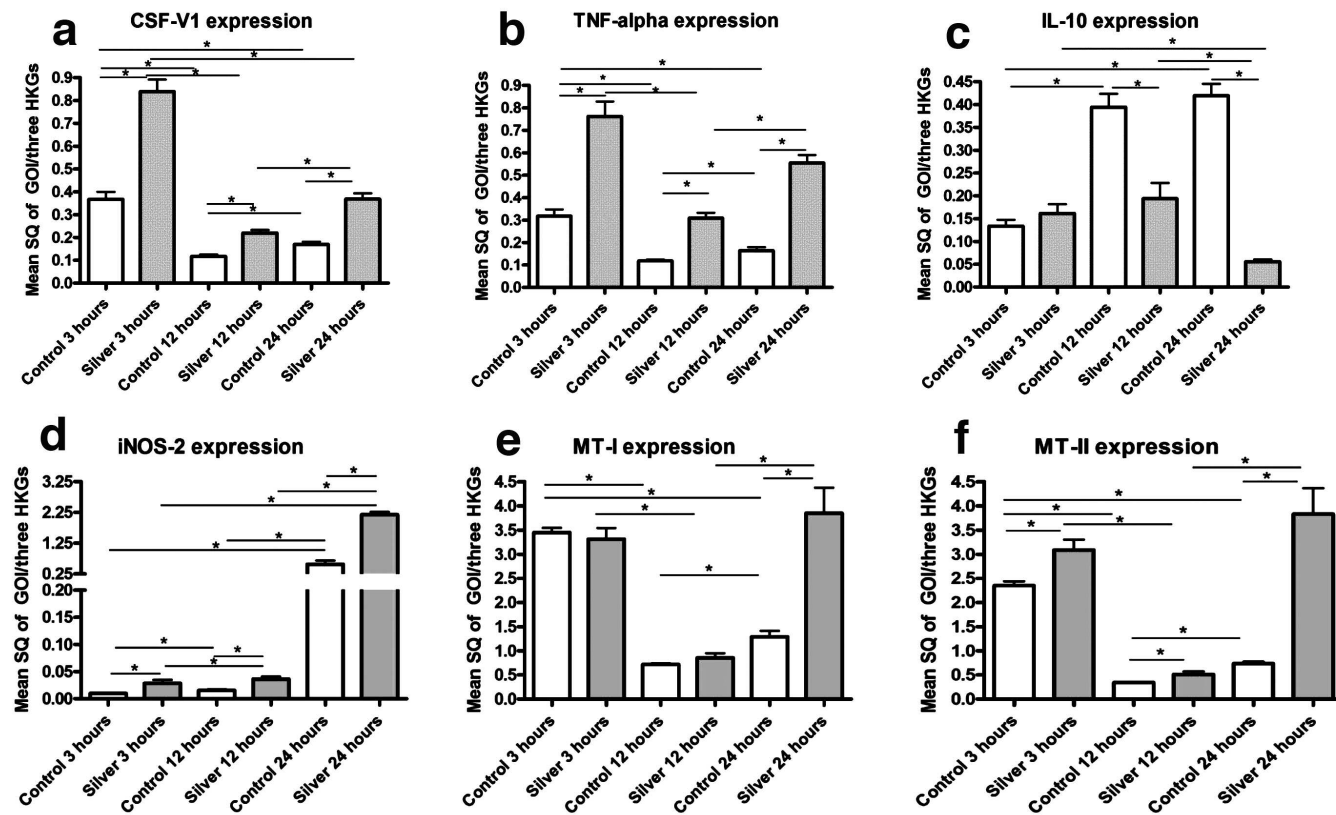 a
CSF-V1 expression
Mean SQ of GOI/three HKGs
0.9
0.8
0.7
0.6
0.5
0.4
0.3
0.2
0.1
0.0
* * * * * * * * * *
Control 3 hours
Silver 3 hours
Control 12 hours
Silver 12 hours
Control 24 hours
Silver 24 hours
b
TNF-alpha expression
Mean SQ of GOI/three HKGs
0.9
0.8
0.7
0.6
0.5
0.4
0.3
0.2
0.1
0.0
* * * * * * * *
Control 3 hours
Silver 3 hours
Control 12 hours
Silver 12 hours
Control 24 hours
Silver 24 hours
c
IL-10 expression
Mean SQ of GOI/three HKGs
0.45
0.40
0.35
0.30
0.25
0.20
0.15
0.10
0.05
0.00
* * * * * *
Control 3 hours
Silver 3 hours
Control 12 hours
Silver 12 hours
Control 24 hours
Silver 24 hours
d
iNOS-2 expression
Mean SQ of GOI/three HKGs
3.25
2.25
1.25
0.25
0.20
0.15
0.10
0.05
0.00
* * * * * * * * *
Control 3 hours
Silver 3 hours
Control 12 hours
Silver 12 hours
Control 24 hours
Silver 24 hours
e
MT-I expression
Mean SQ of GOI/three HKGs
4.5
4.0
3.5
3.0
2.5
2.0
1.5
1.0
0.5
0.0
* * * * * *
Control 3 hours
Silver 3 hours
Control 12 hours
Silver 12 hours
Control 24 hours
Silver 24 hours
f
MT-II expression
Mean SQ of GOI/three HKGs
4.5
4.0
3.5
3.0
2.5
2.0
1.5
1.0
0.5
0.0
* * * * * * * *
Control 3 hours
Silver 3 hours
Control 12 hours
Silver 12 hours
Control 24 hours
Silver 24 hours